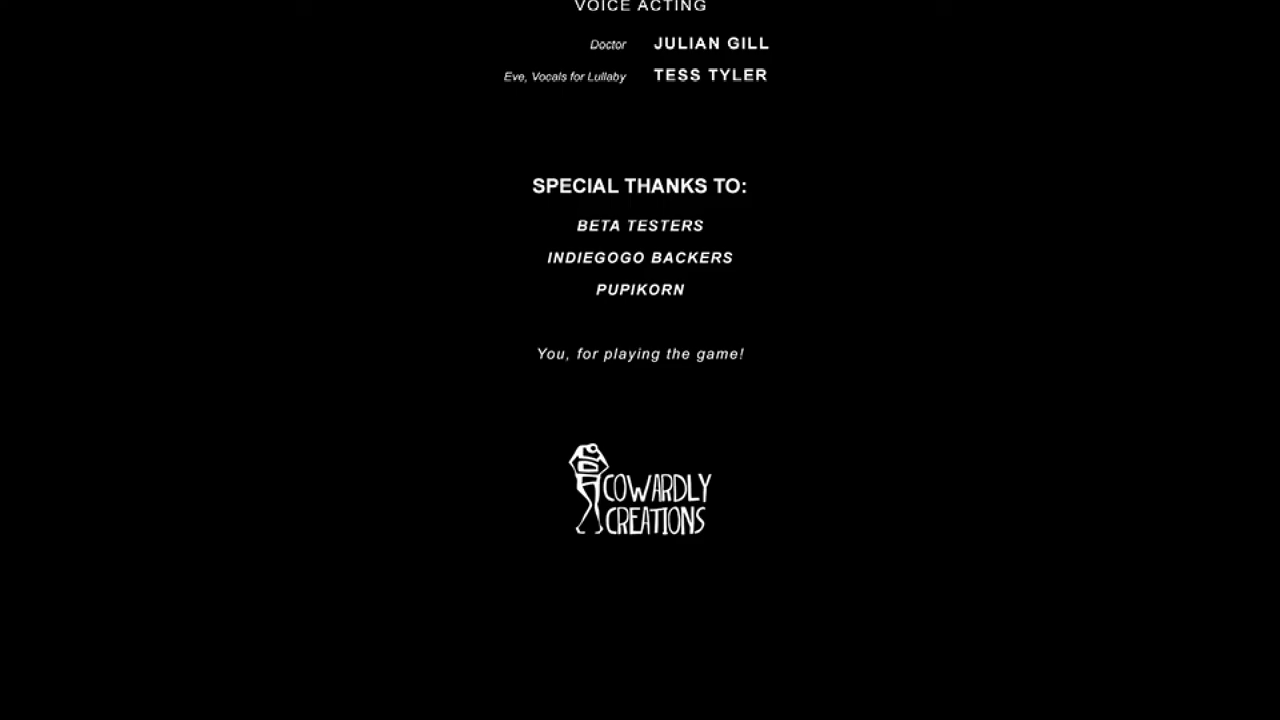 VOICE ACTING
Doctor JULIAN GILL
Eve, Vocals for Lullaby TESS TYLER
SPECIAL THANKS TO:
BETA TESTERS
INDIEGOGO BACKERS
PUPIKORN
You, for playing the game!
COWARDLY
CREATIONS